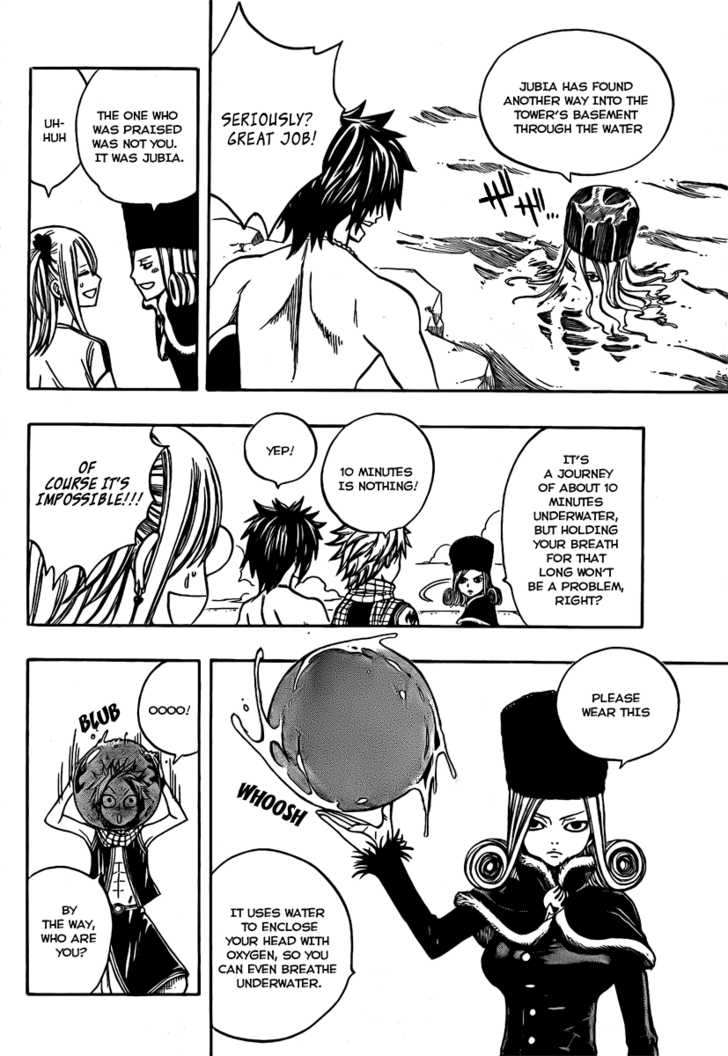 JUBIA HAS FOUND
ANOTHER WAY INTO THE
TOWER'S BASEMENT
THROUGH THE WATER
SERIOUSLY?
GREAT JOB!
THE ONE WHO
WAS PRAISED
WAS NOT YOU.
IT WAS JUBIA.
UH-
HUH
IT'S
A JOURNEY
OF ABOUT 10
MINUTES
UNDERWATER,
BUT HOLDING
YOUR BREATH
FOR THAT
LONG WON'T
BE A PROBLEM,
RIGHT?
10 MINUTES
IS NOTHING!
YEP!
OF
COURSE IT'S
IMPOSSIBLE!!!
PLEASE
WEAR THIS
WHOOSH
IT USES WATER
TO ENCLOSE
YOUR HEAD WITH
OXYGEN, SO YOU
CAN EVEN BREATHE
UNDERWATER.
OOOO!
BLUB
BY
THE WAY,
WHO ARE
YOU?